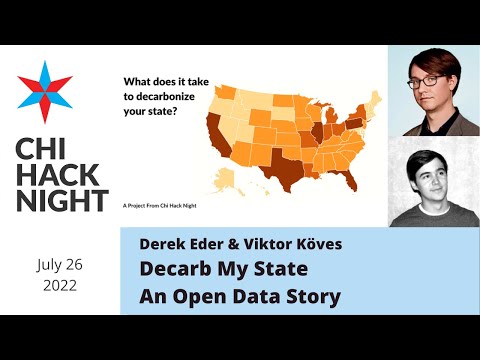 What does it take
to decarbonize
your state?
A Project From Chi Hack Night
CHI
HACK
NIGHT
July 26
2022
Derek Eder & Viktor Köves
Decarb My State
An Open Data Story